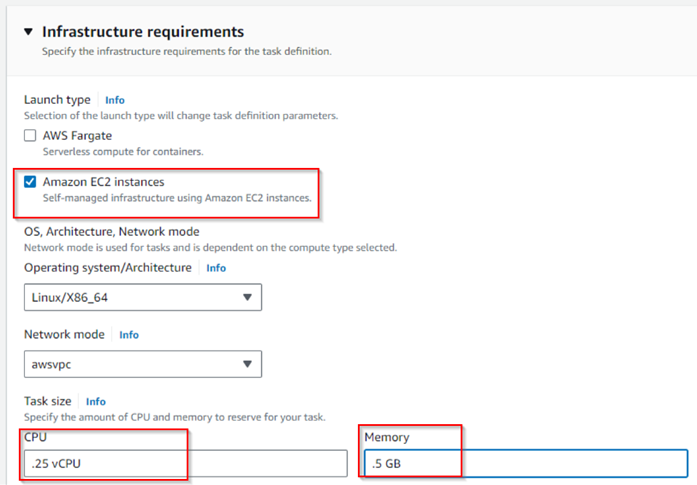 Infrastructure requirements
Specify the infrastructure requirements for the task definition.
Launch type Info
Selection of the launch type will change task definition parameters.
AWS Fargate
Serverless compute for containers.
Amazon EC2 instances
Self-managed infrastructure using Amazon EC2 instances.
OS, Architecture, Network mode
Network mode is used for tasks and is dependent on the compute type selected.
Operating system/Architecture Info
Linux/X86_64
Network mode Info
awsvpc
Task size Info
Specify the amount of CPU and memory to reserve for your task.
CPU Memory
.25 vCPU .5 GB